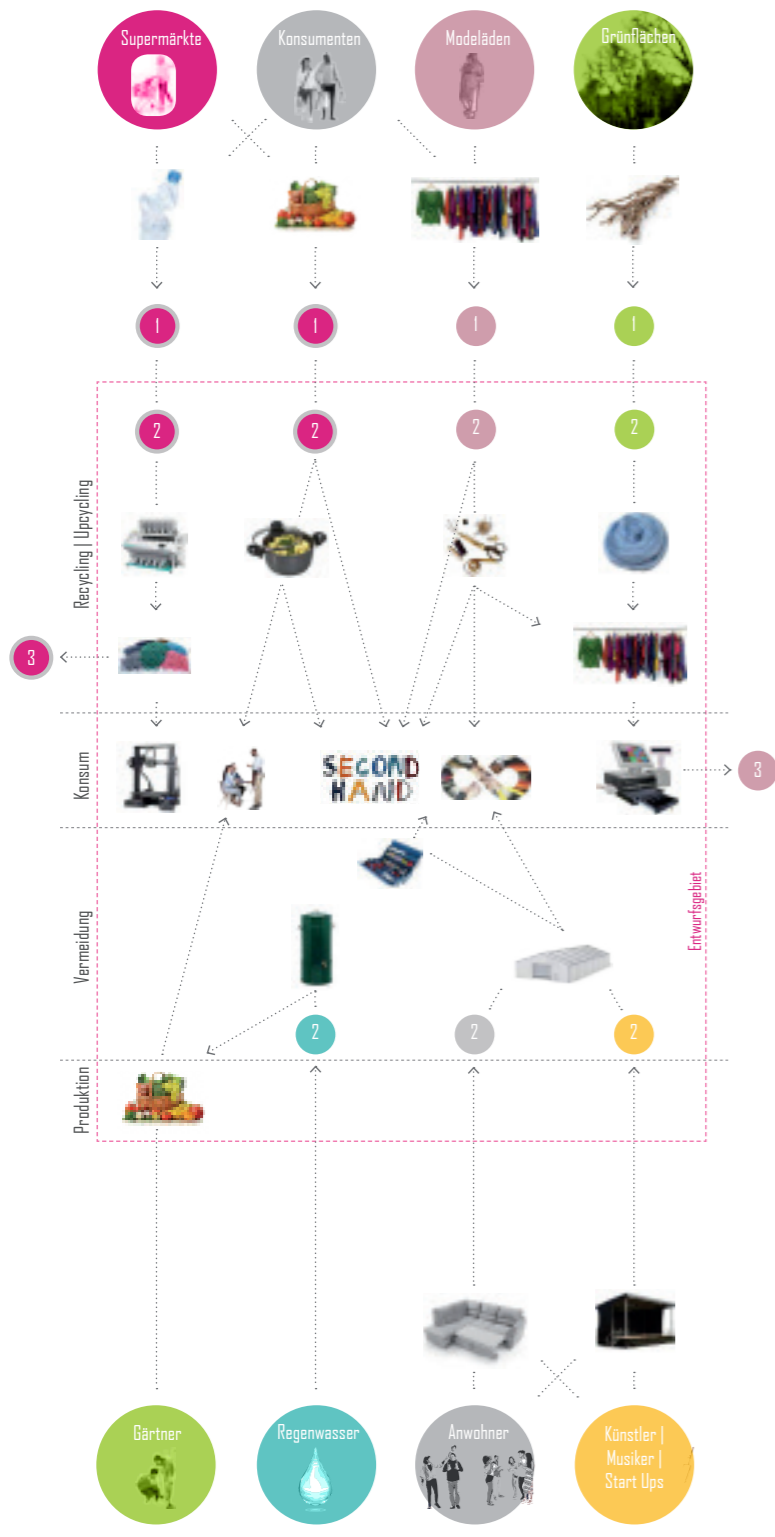 Supermärkte
Konsumenten
Modeläden
Grünflächen
1
1
1
1
2
2
2
2
Recycling | Upcycling
3
Konsum
SECOND
HAND
3
Vermeidung
Entwurfsgebiet
2
2
2
Produktion
Gärtner
Regenwasser
Anwohner
Künstler |
Musiker |
Start Ups